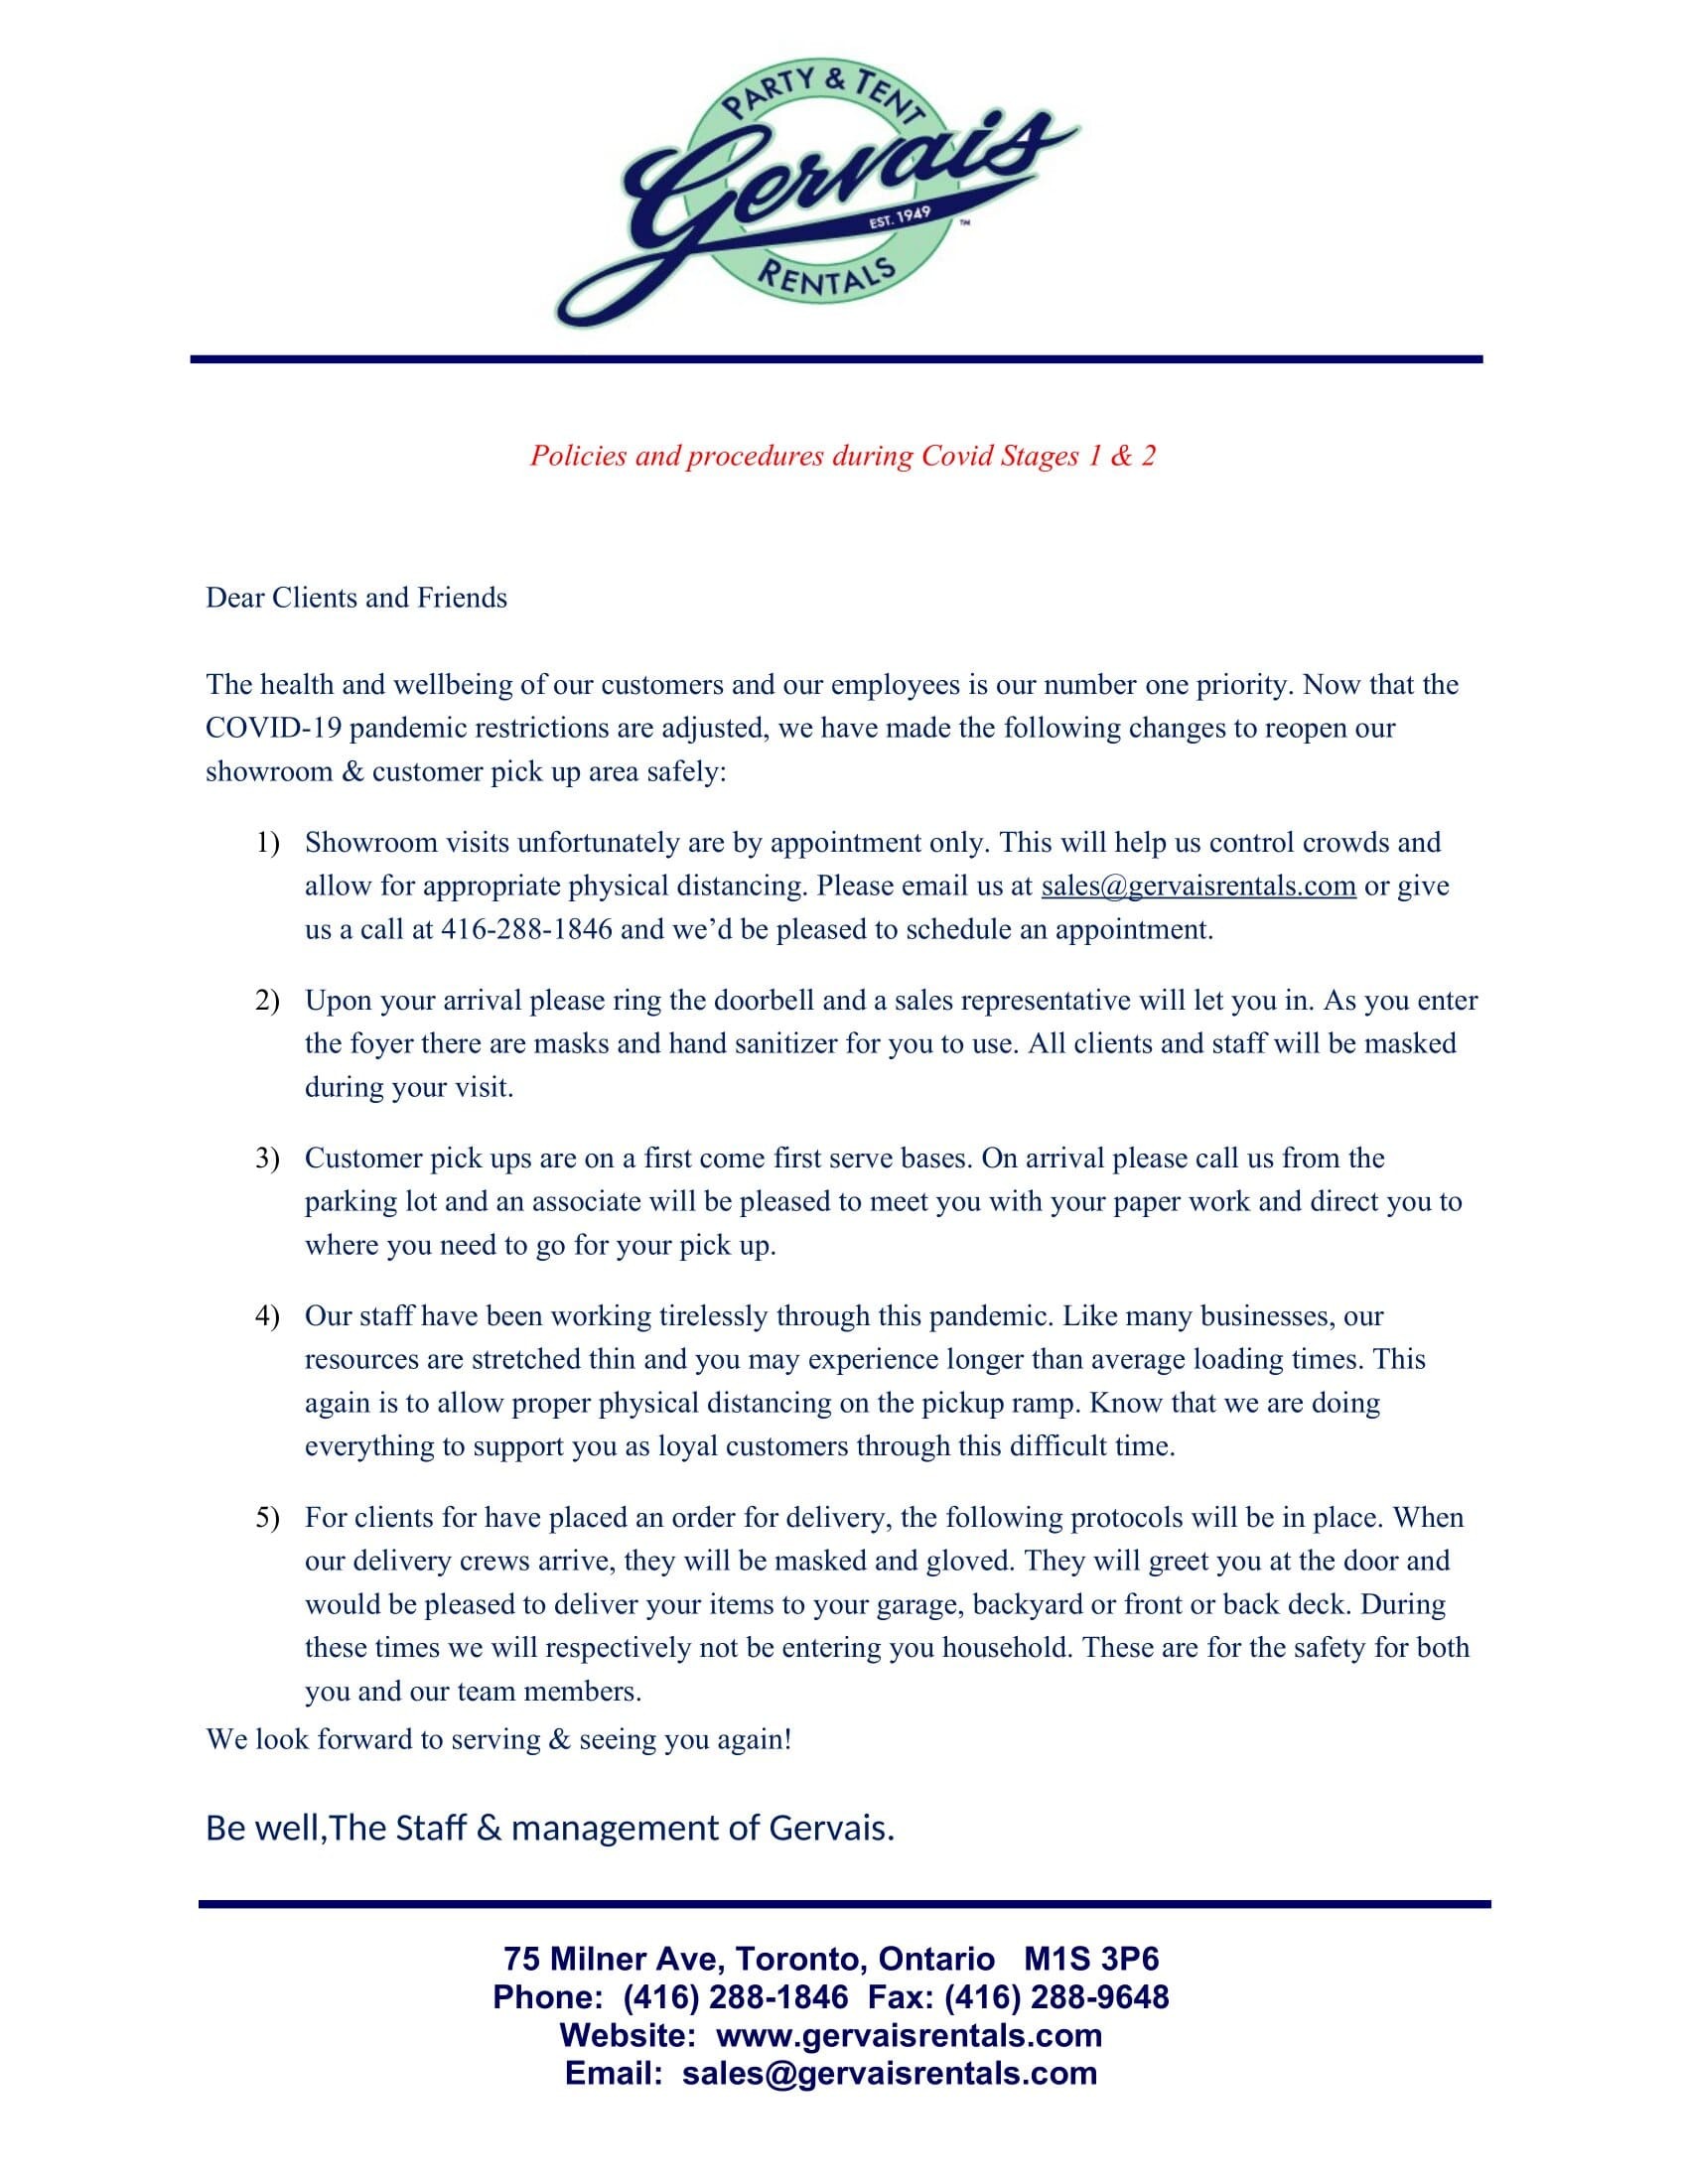 PARTY & TENT
Gervais
EST. 1949
TM
RENTALS
Policies and procedures during Covid Stages 1 & 2
Dear Clients and Friends
The health and wellbeing of our customers and our employees is our number one priority. Now that the
COVID-19 pandemic restrictions are adjusted, we have made the following changes to reopen our
showroom & customer pick up area safely:
1) Showroom visits unfortunately are by appointment only. This will help us control crowds and
allow for appropriate physical distancing. Please email us at sales@gervaisrentals.com or give
us a call at 416-288-1846 and we’d be pleased to schedule an appointment.
2) Upon your arrival please ring the doorbell and a sales representative will let you in. As you enter
the foyer there are masks and hand sanitizer for you to use. All clients and staff will be masked
during your visit.
3) Customer pick ups are on a first come first serve bases. On arrival please call us from the
parking lot and an associate will be pleased to meet you with your paper work and direct you to
where you need to go for your pick up.
4) Our staff have been working tirelessly through this pandemic. Like many businesses, our
resources are stretched thin and you may experience longer than average loading times. This
again is to allow proper physical distancing on the pickup ramp. Know that we are doing
everything to support you as loyal customers through this difficult time.
5) For clients for have placed an order for delivery, the following protocols will be in place. When
our delivery crews arrive, they will be masked and gloved. They will greet you at the door and
would be pleased to deliver your items to your garage, backyard or front or back deck. During
these times we will respectively not be entering you household. These are for the safety for both
you and our team members.
We look forward to serving & seeing you again!
Be well,The Staff & management of Gervais.
75 Milner Ave, Toronto, Ontario M1S 3P6
Phone: (416) 288-1846 Fax: (416) 288-9648
Website: www.gervaisrentals.com
Email: sales@gervaisrentals.com